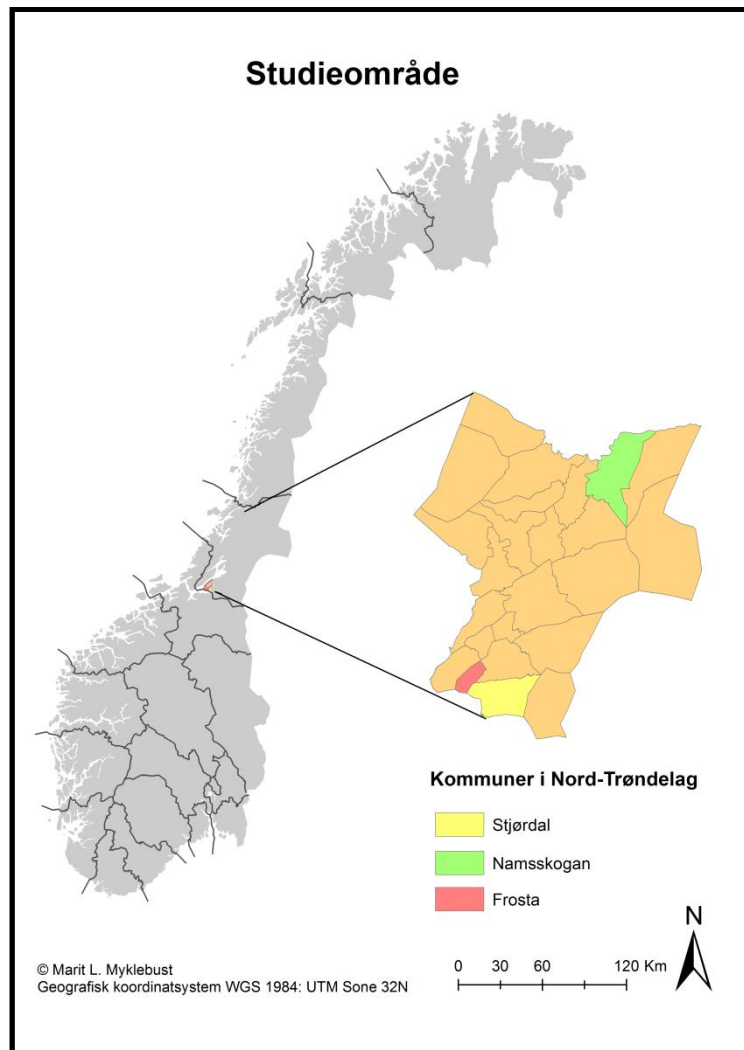 Studieområde
Kommuner i Nord-Trøndelag
Stjørdal
Namsskogan
Frosta
N
0 30 60 120 Km
© Marit L. Myklebust
Geografisk koordinatsystem WGS 1984: UTM Sone 32N